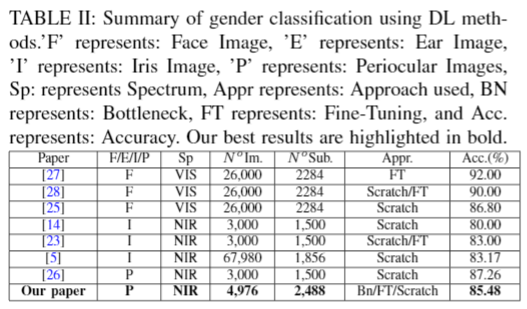 TABLE II: Summary of gender classification using DL meth-
ods.'F' represents: Face Image, 'E' represents: Ear Image,
'I' represents: Iris Image, 'P' represents: Periocular Images,
Sp: represents Spectrum, Appr represents: Approach used, BN
represents: Bottleneck, FT represents: Fine-Tuning, and Acc.
represents: Accuracy. Our best results are highlighted in bold.
Paper F/E/I/P Sp N°Im. N°Sub. Appr. Acc.(%)
[27] F VIS 26,000 2284 FT 92.00
[28] F VIS 26,000 2284 Scratch/FT 90.00
[25] F VIS 26,000 2284 Scratch 86.80
[14] I NIR 3,000 1,500 Scratch 80.00
[23] I NIR 3,000 1,500 Scratch/FT 83.00
[5] I NIR 67,980 1,856 Scratch 83.17
[26] P NIR 3,000 1,500 Scratch 87.26
Our paper P NIR 4,976 2,488 Bn/FT/Scratch 85.48